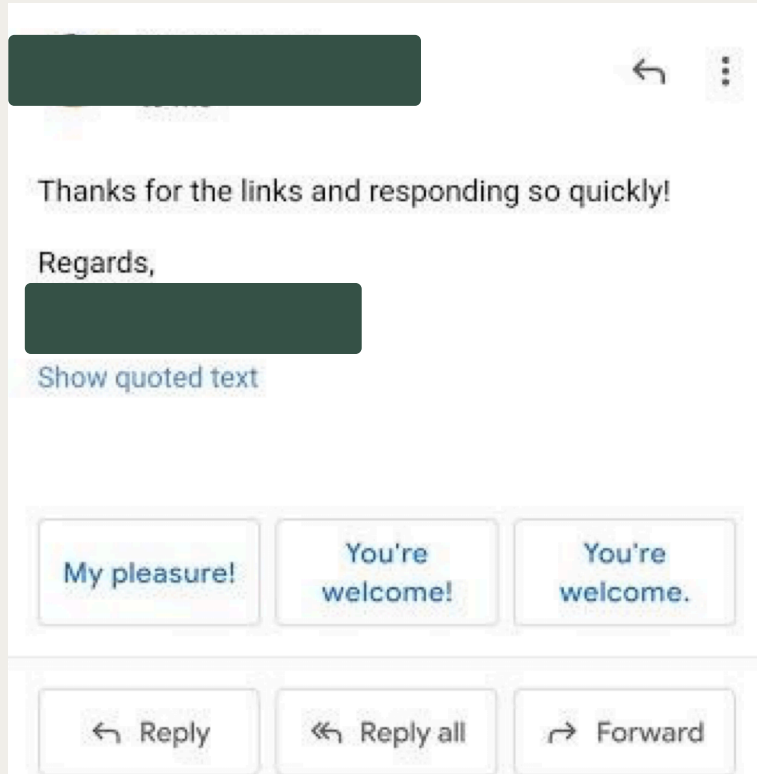 Thanks for the links and responding so quickly!
Regards,
Show quoted text
My pleasure!
You're
welcome!
You're
welcome.
Reply
Reply all
Forward